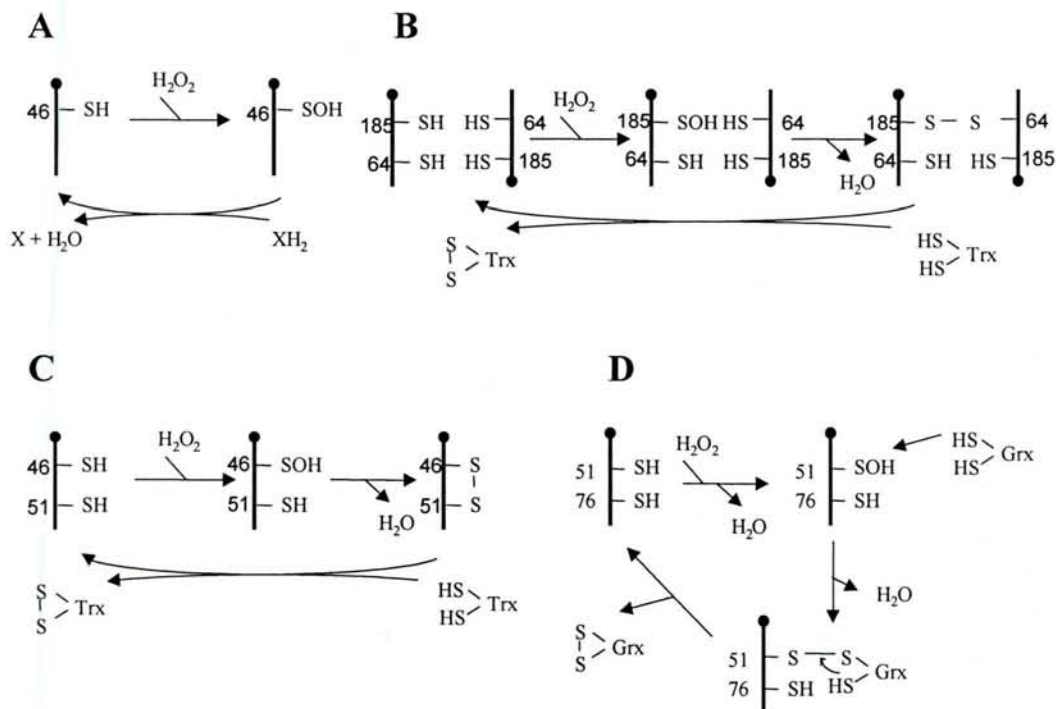 A
46 SH
H2O2
46 SOH
X + H2O
XH2
B
185 SH HS 64
64 SH HS 185
H2O2
185 SOH HS 64
64 SH HS 185
H2O
185 S S 64
64 SH HS 185
S
S
Trx
HS
HS
Trx
C
46 SH
51 SH
H2O2
46 SOH
51 SH
H2O
46 S
51 S
S
S
Trx
HS
HS
Trx
D
51 SH
76 SH
H2O2
H2O
51 SOH
76 SH
HS
HS
Grx
H2O
S
S
Grx
51 S S
76 SH HS
Grx